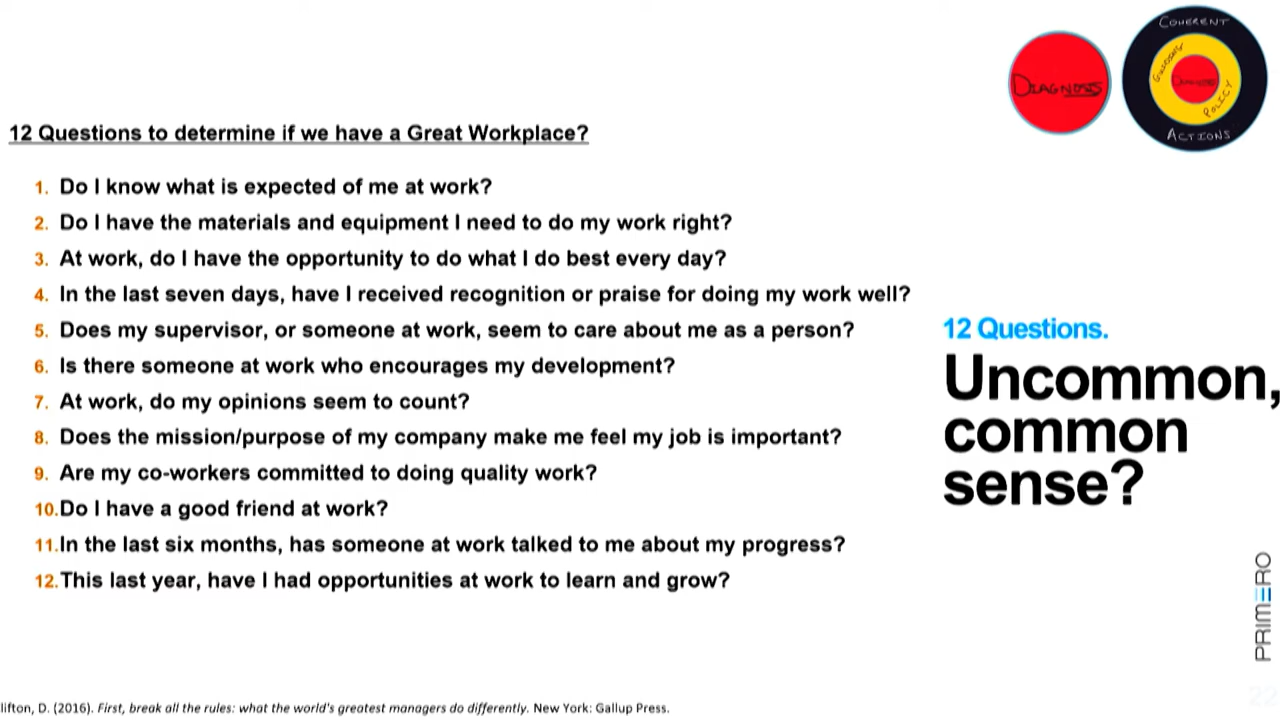 COHERENT
GUIDING
DIAGNOSIS
DIAGNOSIS
POLICY
ACTIONS
12 Questions to determine if we have a Great Workplace?
1. Do I know what is expected of me at work?
2. Do I have the materials and equipment I need to do my work right?
3. At work, do I have the opportunity to do what I do best every day?
4. In the last seven days, have I received recognition or praise for doing my work well?
5. Does my supervisor, or someone at work, seem to care about me as a person?
6. Is there someone at work who encourages my development?
7. At work, do my opinions seem to count?
8. Does the mission/purpose of my company make me feel my job is important?
9. Are my co-workers committed to doing quality work?
10. Do I have a good friend at work?
11. In the last six months, has someone at work talked to me about my progress?
12. This last year, have I had opportunities at work to learn and grow?
12 Questions.
Uncommon,
common
sense?
PRIMERO
lifton, D. (2016). First, break all the rules: what the world's greatest managers do differently. New York: Gallup Press.
22